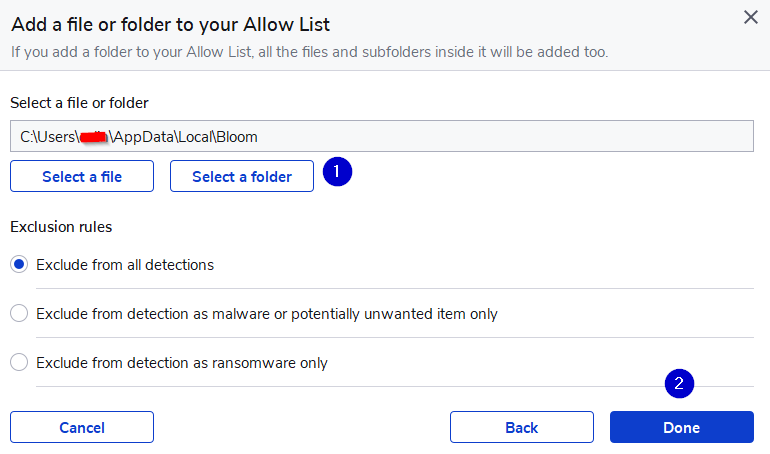 Add a file or folder to your Allow List
If you add a folder to your Allow List, all the files and subfolders inside it will be added too.
Select a file or folder
C:\Users\ \AppData\Local\Bloom
Select a file Select a folder 1
Exclusion rules
Exclude from all detections
Exclude from detection as malware or potentially unwanted item only
Exclude from detection as ransomware only
2
Cancel Back Done